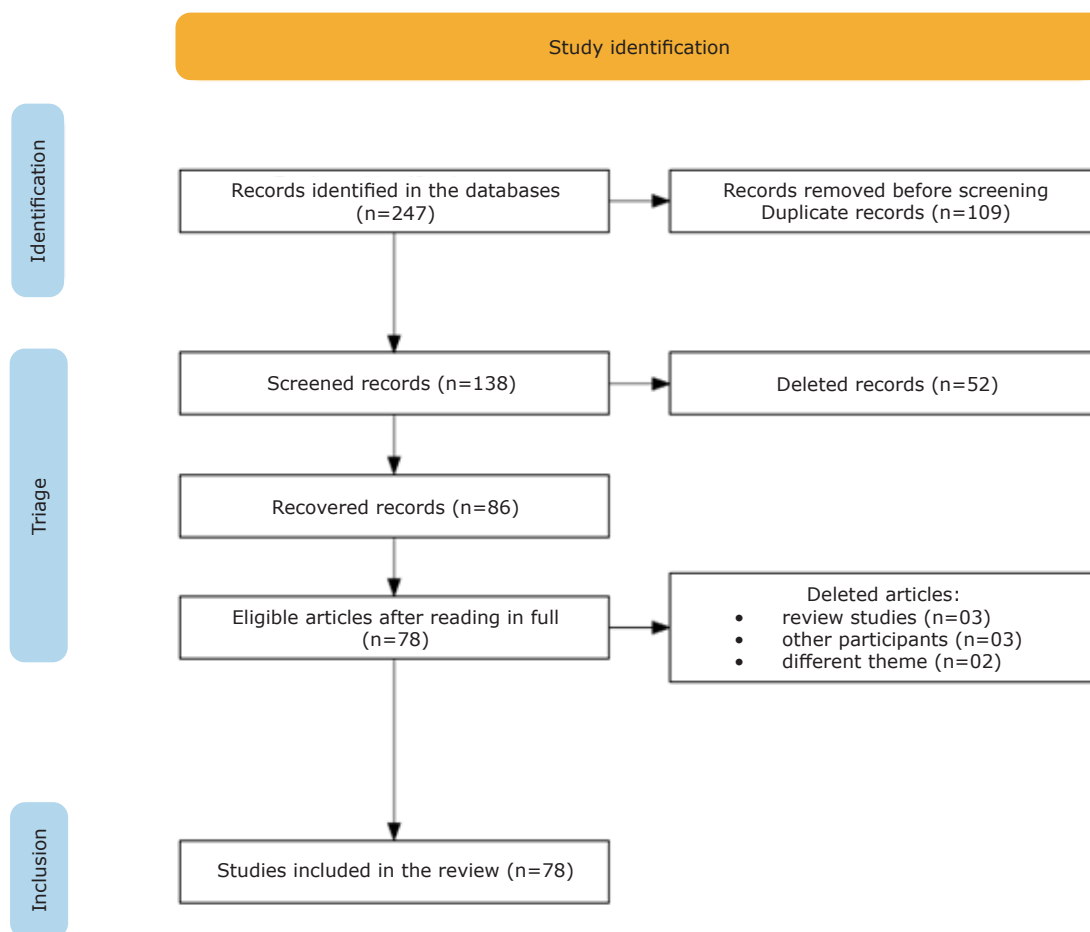 Study identification
Identification
Records identified in the databases
(n=247)
Records removed before screening
Duplicate records (n=109)
Triage
Screened records (n=138)
Deleted records (n=52)
Recovered records (n=86)
Eligible articles after reading in full
(n=78)
Deleted articles:
• review studies (n=03)
• other participants (n=03)
• different theme (n=02)
Inclusion
Studies included in the review (n=78)